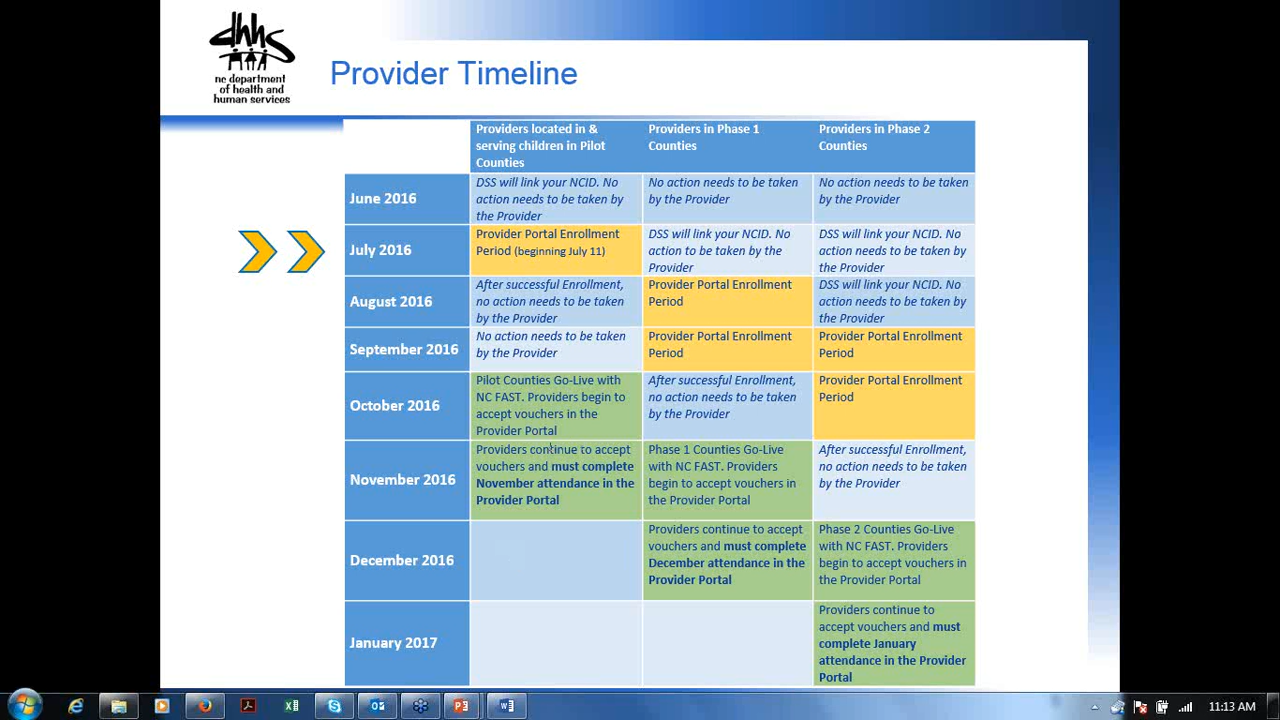 dhhs
nc department
of health and
human services
Provider Timeline
Providers located in &
serving children in Pilot
Counties
Providers in Phase 1
Counties
Providers in Phase 2
Counties
June 2016
DSS will link your NCID. No
action needs to be taken by
the Provider
No action needs to be taken
by the Provider
No action needs to be taken
by the Provider
July 2016
Provider Portal Enrollment
Period (beginning July 11)
DSS will link your NCID. No
action to be taken by the
Provider
DSS will link your NCID. No
action needs to be taken by
the Provider
August 2016
After successful Enrollment,
no action needs to be taken
by the Provider
Provider Portal Enrollment
Period
DSS will link your NCID. No
action needs to be taken by
the Provider
September 2016
No action needs to be taken
by the Provider
Provider Portal Enrollment
Period
Provider Portal Enrollment
Period
October 2016
Pilot Counties Go-Live with
NC FAST. Providers begin to
accept vouchers in the
Provider Portal
After successful Enrollment,
no action needs to be taken
by the Provider
Provider Portal Enrollment
Period
November 2016
Providers continue to accept
vouchers and must complete
November attendance in the
Provider Portal
Phase 1 Counties Go-Live
with NC FAST. Providers
begin to accept vouchers in
the Provider Portal
After successful Enrollment,
no action needs to be taken
by the Provider
December 2016
Providers continue to accept
vouchers and must complete
December attendance in the
Provider Portal
Phase 2 Counties Go-Live
with NC FAST. Providers
begin to accept vouchers in
the Provider Portal
January 2017
Providers continue to
accept vouchers and must
complete January
attendance in the Provider
Portal
11:13 AM